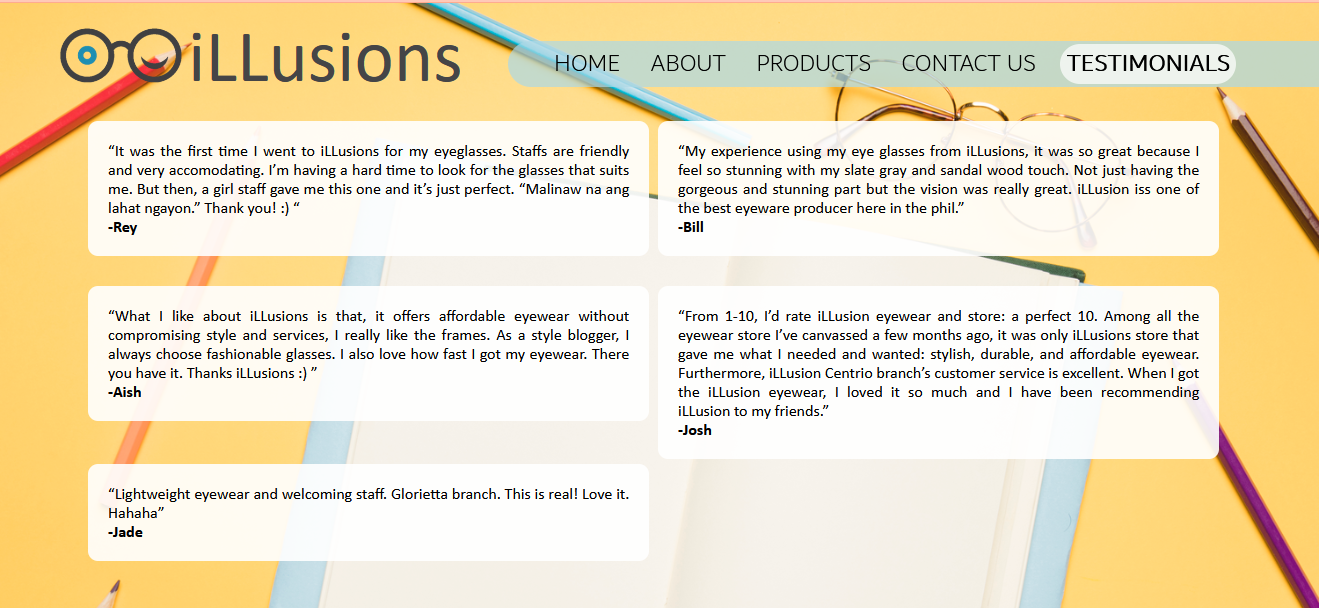 iLLusions
HOME ABOUT PRODUCTS CONTACT US TESTIMONIALS
“It was the first time I went to iLLusions for my eyeglasses. Staffs are friendly
and very accomodating. I’m having a hard time to look for the glasses that suits
me. But then, a girl staff gave me this one and it’s just perfect. “Malinaw na ang
lahat ngayon.” Thank you! :) “
-Rey
“My experience using my eye glasses from iLLusions, it was so great because I
feel so stunning with my slate gray and sandal wood touch. Not just having the
gorgeous and stunning part but the vision was really great. iLLusion iss one of
the best eyeware producer here in the phil.”
-Bill
“What I like about iLLusions is that, it offers affordable eyewear without
compromising style and services, I really like the frames. As a style blogger, I
always choose fashionable glasses. I also love how fast I got my eyewear. There
you have it. Thanks iLLusions :) ”
-Aish
“From 1-10, I’d rate iLLusion eyewear and store: a perfect 10. Among all the
eyewear store I’ve canvassed a few months ago, it was only iLLusions store that
gave me what I needed and wanted: stylish, durable, and affordable eyewear.
Furthermore, iLLusion Centrio branch’s customer service is excellent. When I got
the iLLusion eyewear, I loved it so much and I have been recommending
iLLusion to my friends.”
-Josh
“Lightweight eyewear and welcoming staff. Glorietta branch. This is real! Love it.
Hahaha”
-Jade